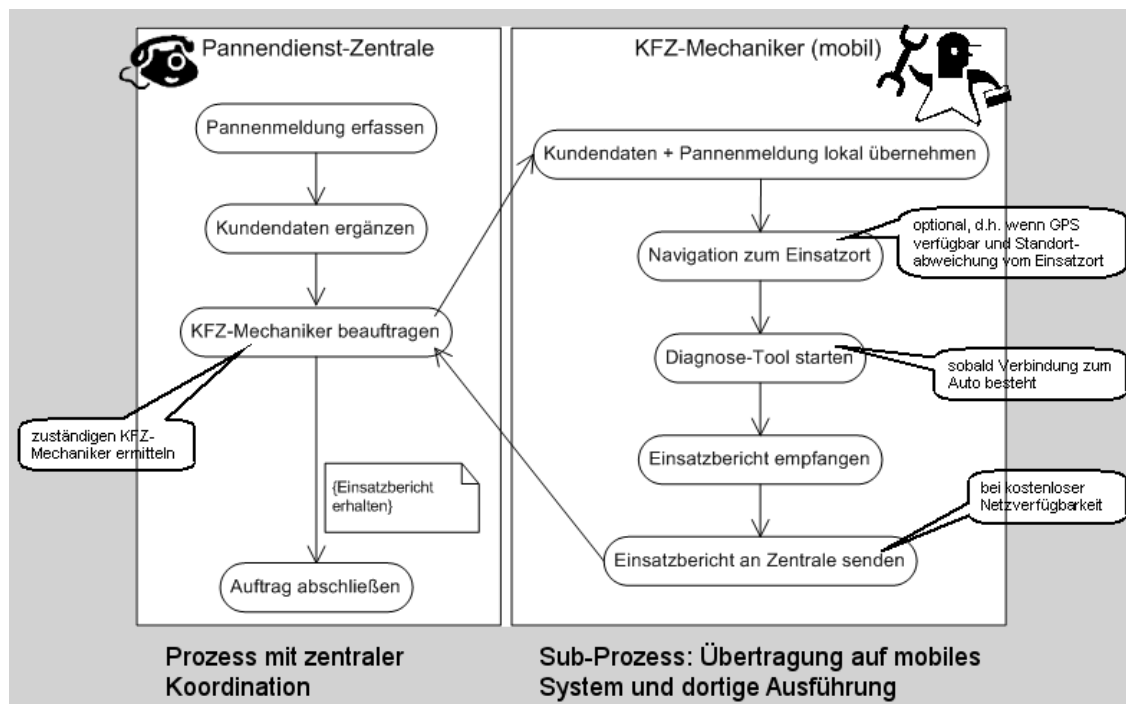 Pannendienst-Zentrale
Pannenmeldung erfassen
Kundendaten ergänzen
KFZ-Mechaniker beauftragen
zuständigen KFZ-
Mechaniker ermitteln
{Einsatzbericht
erhalten}
Auftrag abschließen
KFZ-Mechaniker (mobil)
Kundendaten + Pannenmeldung lokal übernehmen
Navigation zum Einsatzort
optional, d.h. wenn GPS
verfügbar und Standort-
abweichung vom Einsatzort
Diagnose-Tool starten
sobald Verbindung zum
Auto besteht
Einsatzbericht empfangen
bei kostenloser
Netzverfügbarkeit
Einsatzbericht an Zentrale senden
Prozess mit zentraler
Koordination
Sub-Prozess: Übertragung auf mobiles
System und dortige Ausführung